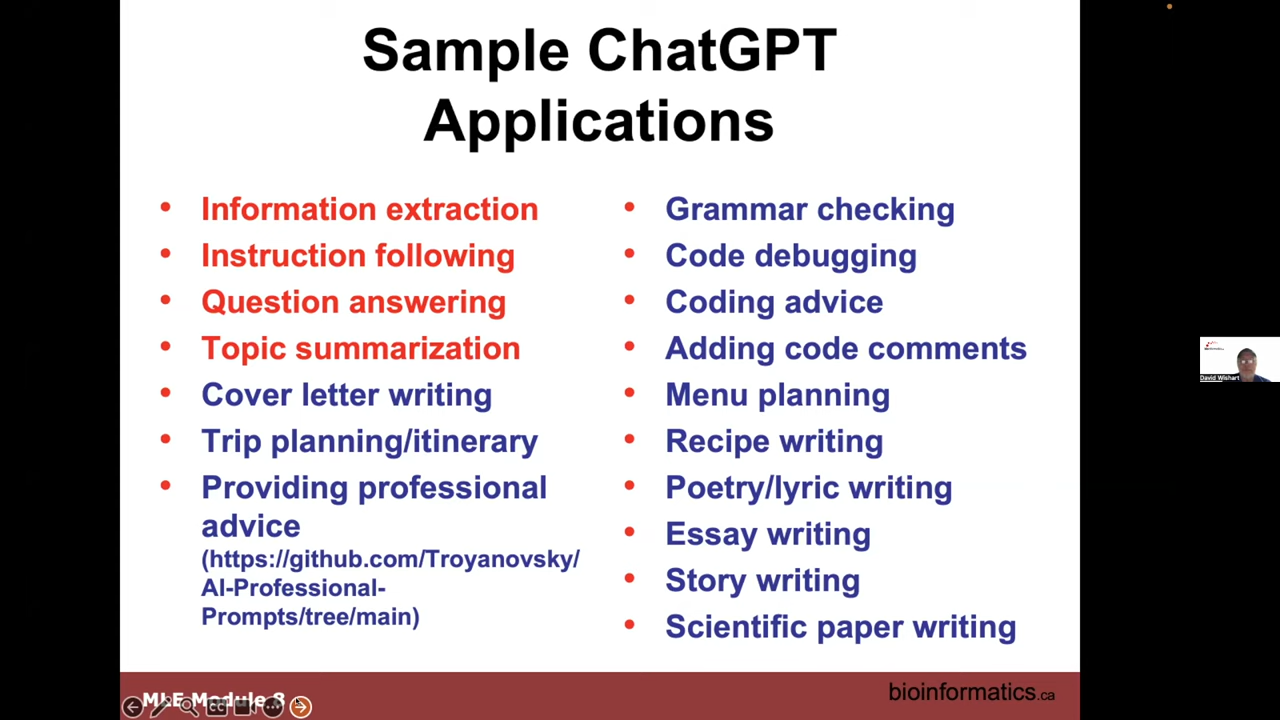 Sample ChatGPT
Applications
• Information extraction
• Instruction following
• Question answering
• Topic summarization
• Cover letter writing
• Trip planning/itinerary
• Providing professional
advice
(https://github.com/Troyanovsky/
AI-Professional-
Prompts/tree/main)
• Grammar checking
• Code debugging
• Coding advice
• Adding code comments
• Menu planning
• Recipe writing
• Poetry/lyric writing
• Essay writing
• Story writing
• Scientific paper writing
David Wishart
MLE Module 8
CC
bioinformatics.ca